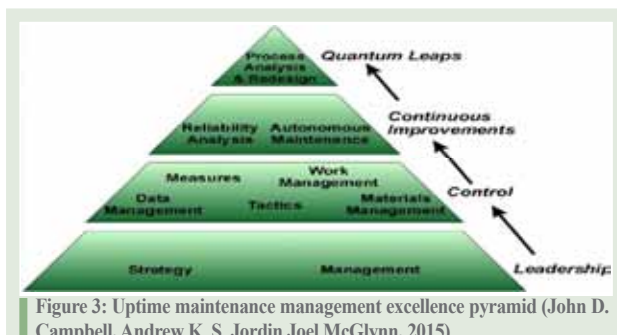 Process
Analysis
& Redesign
Quantum Leaps
Reliability
Analysis
Autonomous
Maintenance
Continuous
Improvements
Measures
Work
Management
Data
Management
Tactics
Materials
Management
Control
Strategy
Management
Leadership
Figure 3: Uptime maintenance management excellence pyramid (John D.
Campbell, Andrew K. S. Jordin Joel McGlynn, 2015)